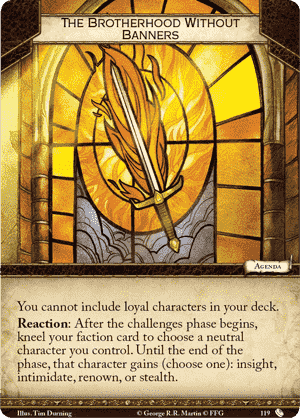 The Brotherhood Without
Banners
Agenda
You cannot include loyal characters in your deck.
Reaction: After the challenges phase begins,
kneel your faction card to choose a neutral
character you control. Until the end of the
phase, that character gains (choose one): insight,
intimidate, renown, or stealth.
Illus. Tim Durning © George R.R. Martin © FFG 119